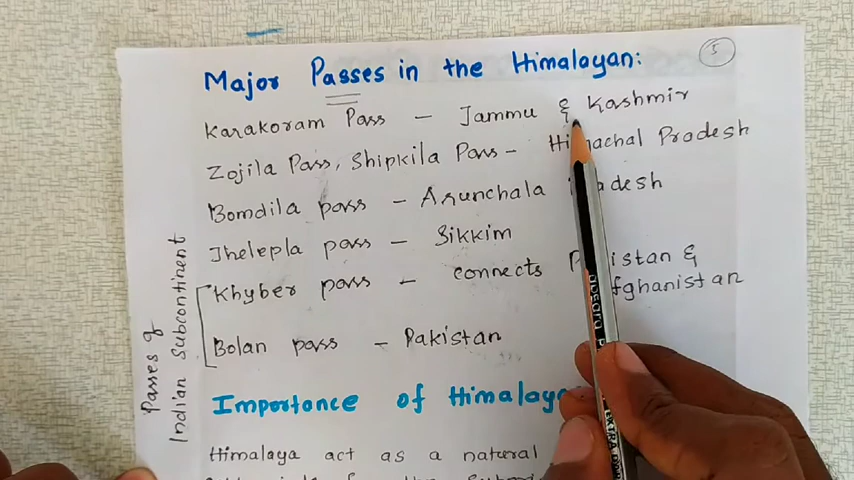 Major Passes in the Himalayan:
5
Karakoram Pass - Jammu & Kashmir
Zojila Pass, Shipkila Pass - Himachal Pradesh
Bomdila pass - Arunchala
Jhelepla pass - Sikkim
Khyber pass - connects Pakistan &
Afghanistan
Bolan pass - Pakistan
Passes of
Indian Subcontinent
Importance of Himalaya
Himalaya act as a natural